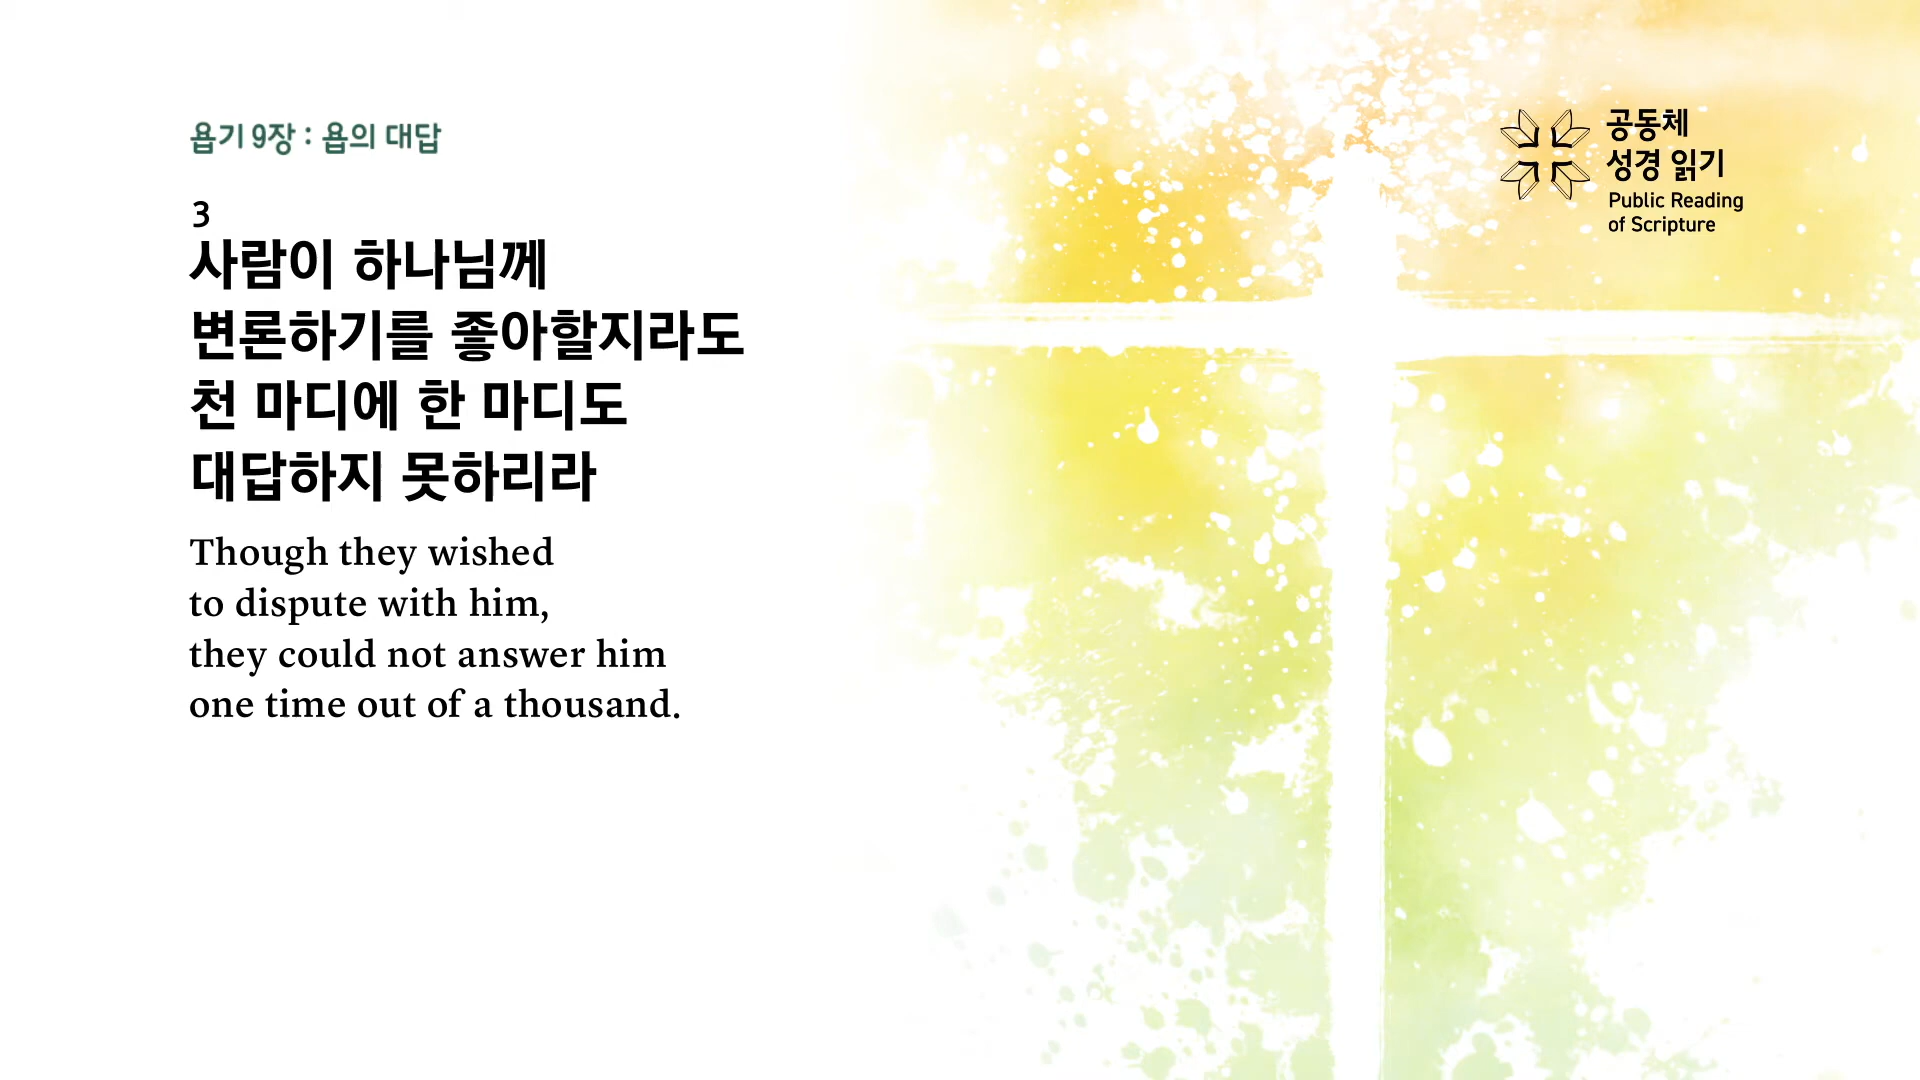 욥기 9장 : 욥의 대답
3
사람이 하나님께
변론하기를 좋아할지라도
천 마디에 한 마디도
대답하지 못하리라
Though they wished
to dispute with him,
they could not answer him
one time out of a thousand.
공동체
성경 읽기
Public Reading
of Scripture